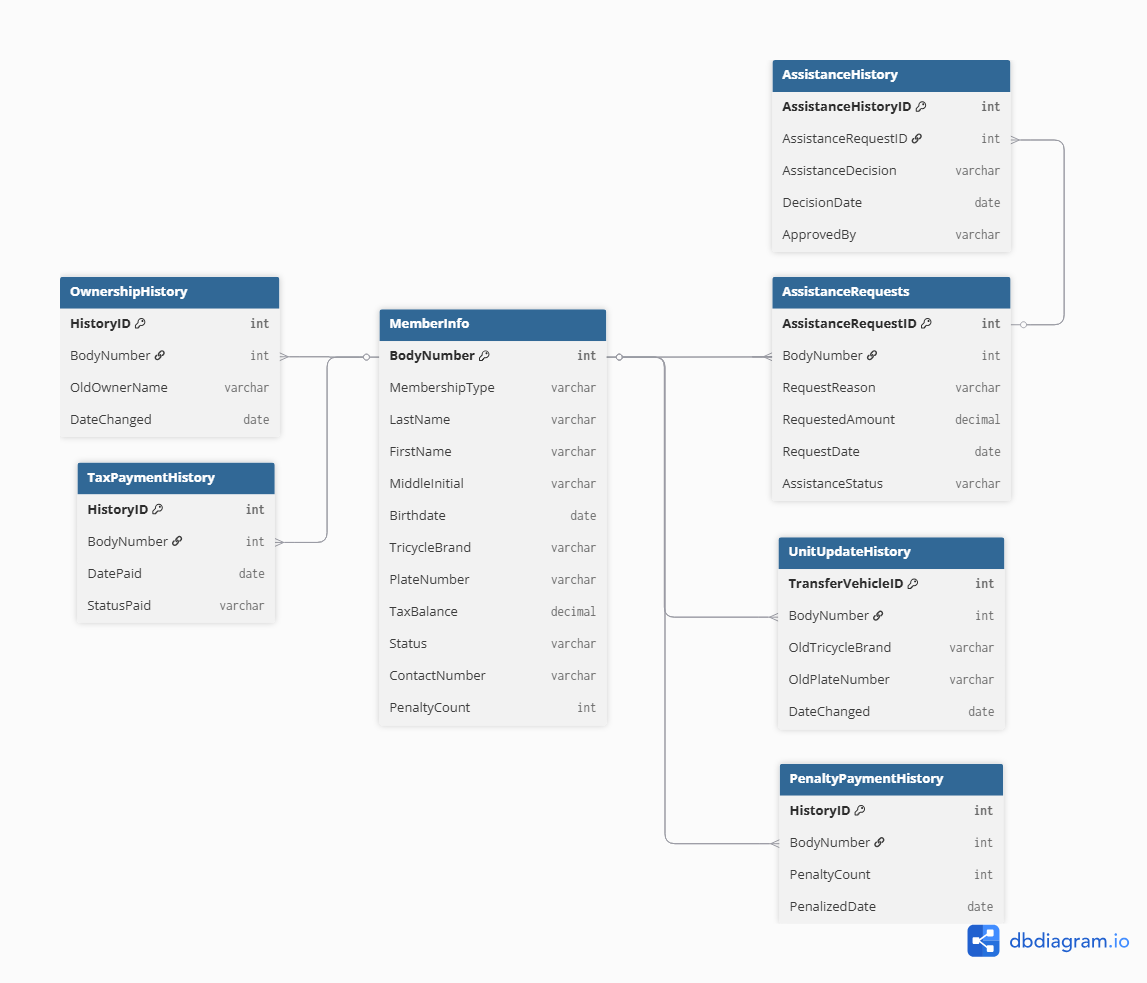 AssistanceHistory
AssistanceHistoryID int
AssistanceRequestID int
AssistanceDecision varchar
DecisionDate date
ApprovedBy varchar
OwnershipHistory
HistoryID int
BodyNumber int
OldOwnerName varchar
DateChanged date
TaxPaymentHistory
HistoryID int
BodyNumber int
DatePaid date
StatusPaid varchar
MemberInfo
BodyNumber int
MembershipType varchar
LastName varchar
FirstName varchar
MiddleInitial varchar
Birthdate date
TricycleBrand varchar
PlateNumber varchar
TaxBalance decimal
Status varchar
ContactNumber varchar
PenaltyCount int
AssistanceRequests
AssistanceRequestID int
BodyNumber int
RequestReason varchar
RequestedAmount decimal
RequestDate date
AssistanceStatus varchar
UnitUpdateHistory
TransferVehicleID int
BodyNumber int
OldTricycleBrand varchar
OldPlateNumber varchar
DateChanged date
PenaltyPaymentHistory
HistoryID int
BodyNumber int
PenaltyCount int
PenalizedDate date
dbdiagram.io